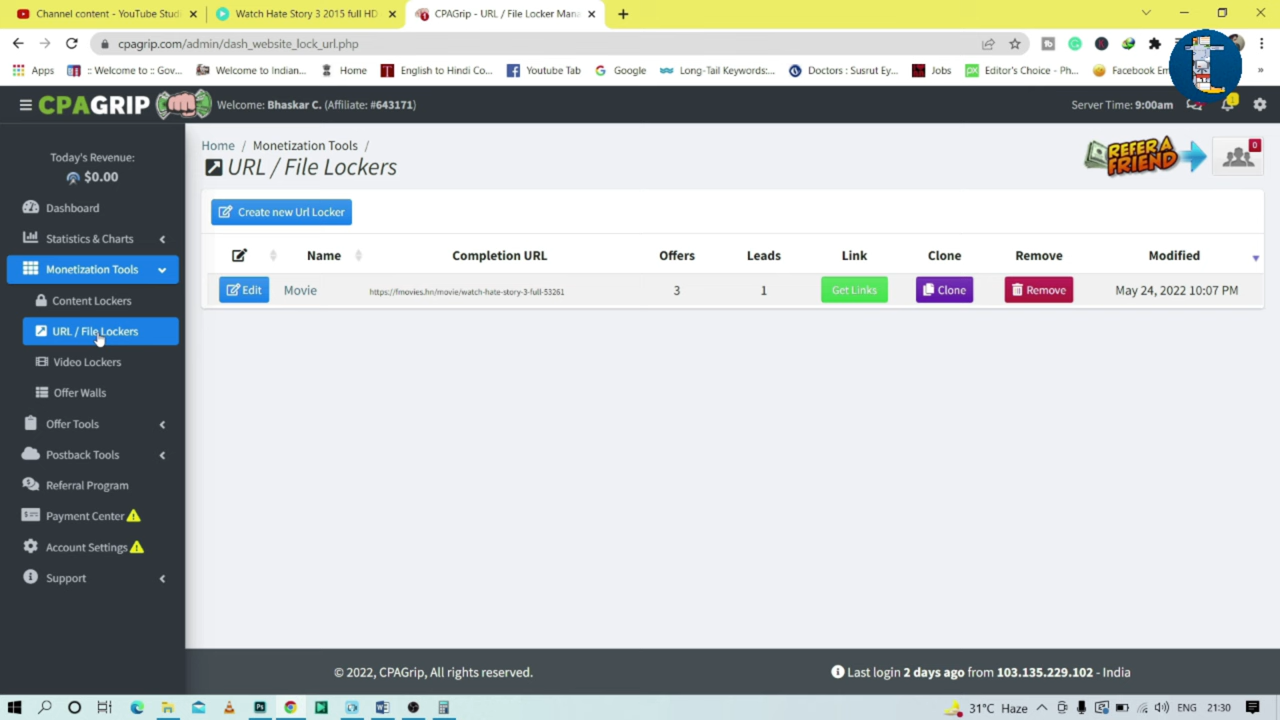 Channel content - YouTube Studi
Watch Hate Story 3 2015 full HD
CPAGrip - URL / File Locker Mana
cpagrip.com/admin/dash_website_lock_url.php
Apps
:: Welcome to :: Gov...
Welcome to Indian...
Home
English to Hindi Co...
Youtube Tab
Google
Long-Tail Keywords:...
Doctors : Susrut Ey...
Jobs
Editor's Choice - Ph...
Facebook Em
CPAGRIP
Welcome: Bhaskar C. (Affiliate: #643171)
Server Time: 9:00am
1
Today's Revenue:
$0.00
Dashboard
Statistics & Charts
Monetization Tools
Content Lockers
URL / File Lockers
Video Lockers
Offer Walls
Offer Tools
Postback Tools
Referral Program
Payment Center
Account Settings
Support
Home / Monetization Tools /
URL / File Lockers
REFER A FRIEND
0
Create new Url Locker
Name Completion URL Offers Leads Link Clone Remove Modified
Edit Movie https://fmovies.hn/movie/watch-hate-story-3-full-53261 3 1 Get Links Clone Remove May 24, 2022 10:07 PM
© 2022, CPAGrip, All rights reserved.
Last login 2 days ago from 103.135.229.102 - India
31°C Haze
ENG
21:30